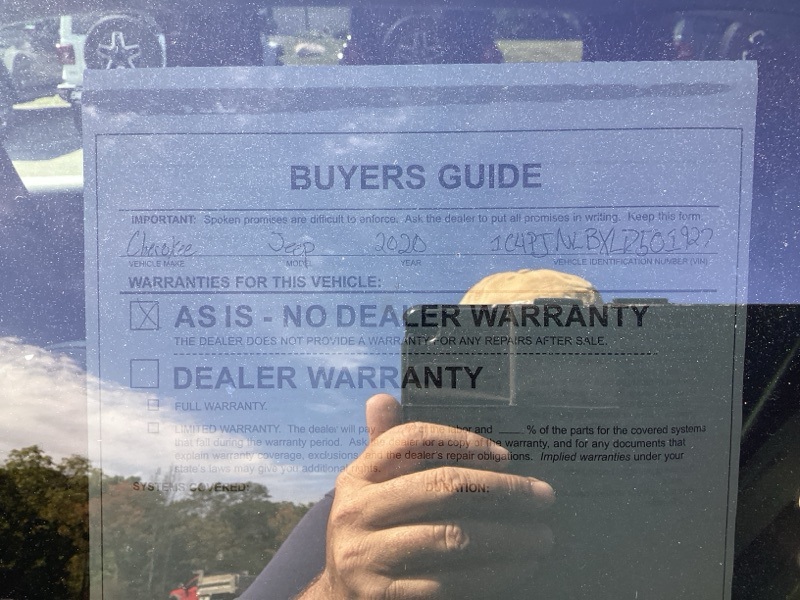 BUYERS GUIDE
IMPORTANT: Spoken promises are difficult to enforce. Ask the dealer to put all promises in writing. Keep this form
Cherokee Jeep 2020
VEHICLE MAKE MODEL YEAR VEHICLE IDENTIFICATION NUMBER (VIN)
WARRANTIES FOR THIS VEHICLE:
AS IS - NO DEALER WARRANTY
THE DEALER DOES NOT PROVIDE A WARRANTY FOR ANY REPAIRS AFTER SALE.
DEALER WARRANTY
FULL WARRANTY.
LIMITED WARRANTY. The dealer will pay labor and ____ % of the parts for the covered systems
that fail during the warranty period. Ask the dealer for a copy of the warranty, and for any documents that
explain warranty coverage, exclusions, and the dealer's repair obligations. Implied warranties under your
state's laws may give you additional rights.
SYSTEMS COVERED: DURATION: